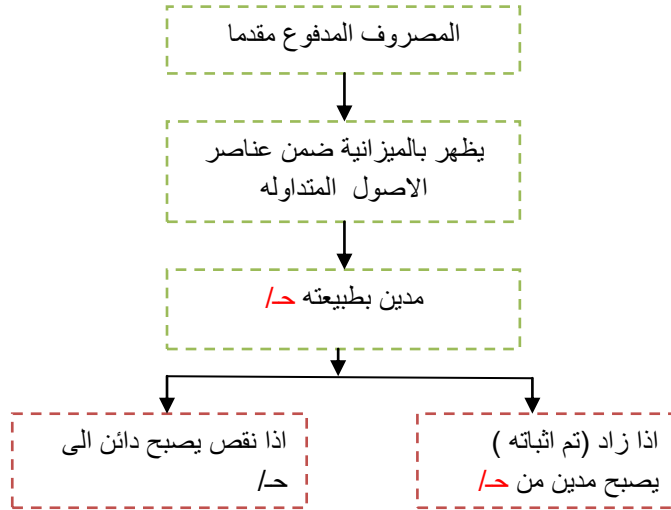 المصروف المدفوع مقدما
يظهر بالميزانية ضمن عناصر
الاصول المتداوله
مدين بطبيعته حـ/
اذا زاد (تم اثباته )
يصبح مدين من حـ/
اذا نقص يصبح دائن الى
حـ/